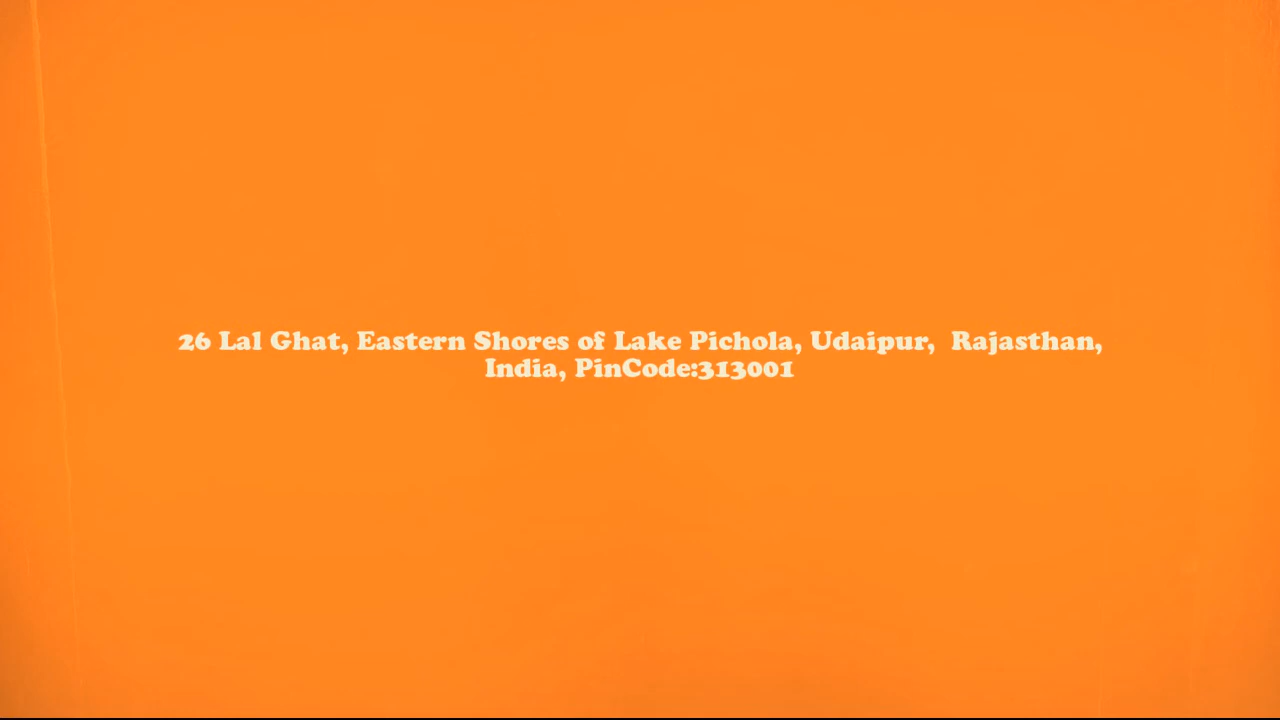 26 Lal Ghat, Eastern Shores of Lake Pichola, Udaipur,  Rajasthan,
India, PinCode:313001